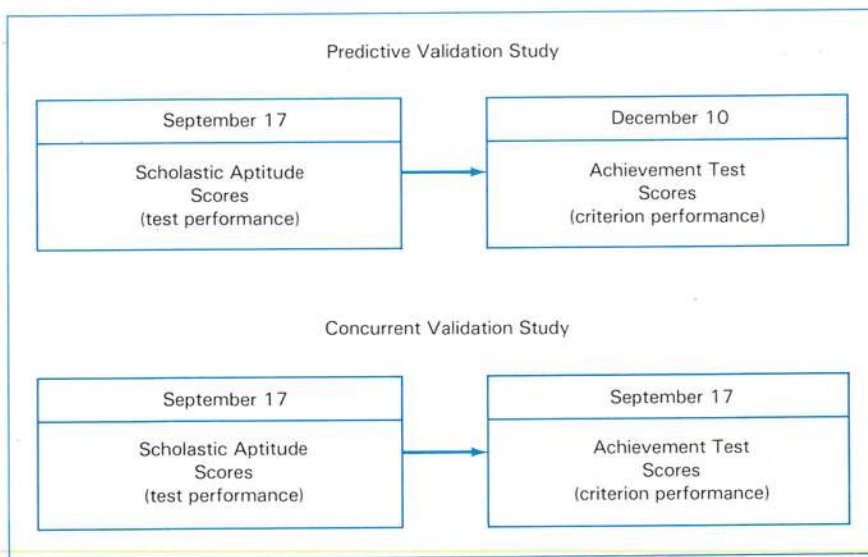 Predictive Validation Study
September 17
Scholastic Aptitude
Scores
(test performance)
December 10
Achievement Test
Scores
(criterion performance)
Concurrent Validation Study
September 17
Scholastic Aptitude
Scores
(test performance)
September 17
Achievement Test
Scores
(criterion performance)